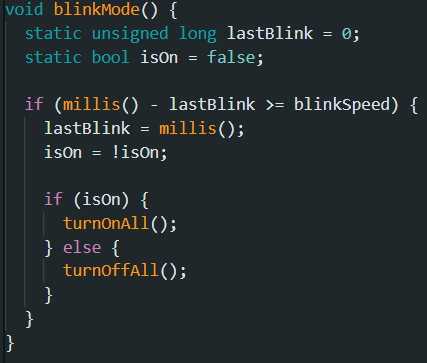 void blinkMode() {
  static unsigned long lastBlink = 0;
  static bool isOn = false;

  if (millis() - lastBlink >= blinkSpeed) {
    lastBlink = millis();
    isOn = !isOn;

    if (isOn) {
      turnOnAll();
    } else {
      turnOffAll();
    }
  }
}